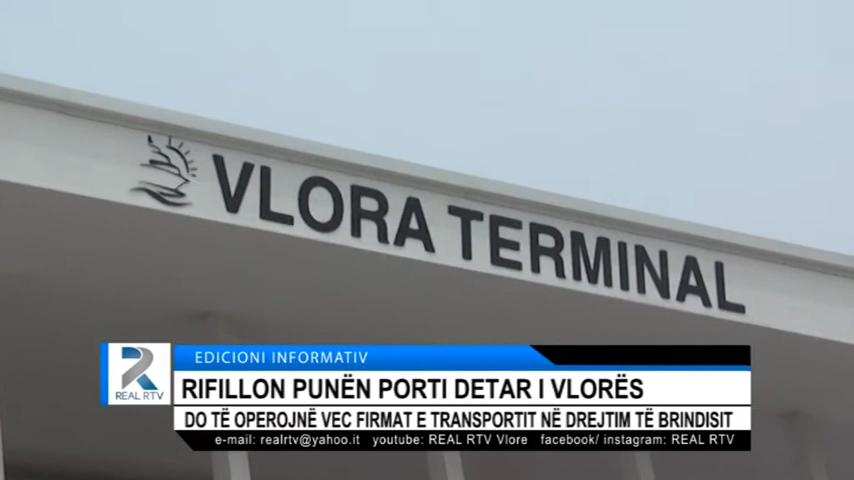 VLORA TERMINAL
EDICIONI INFORMATIV
REAL RTV
RIFILLON PUNËN PORTI DETAR I VLORËS
DO TË OPEROJNË VEC FIRMAT E TRANSPORTIT NË DREJTIM TË BRINDISIT
e-mail: realrtv@yahoo.it youtube: REAL RTV Vlore facebook/ instagram: REAL RTV